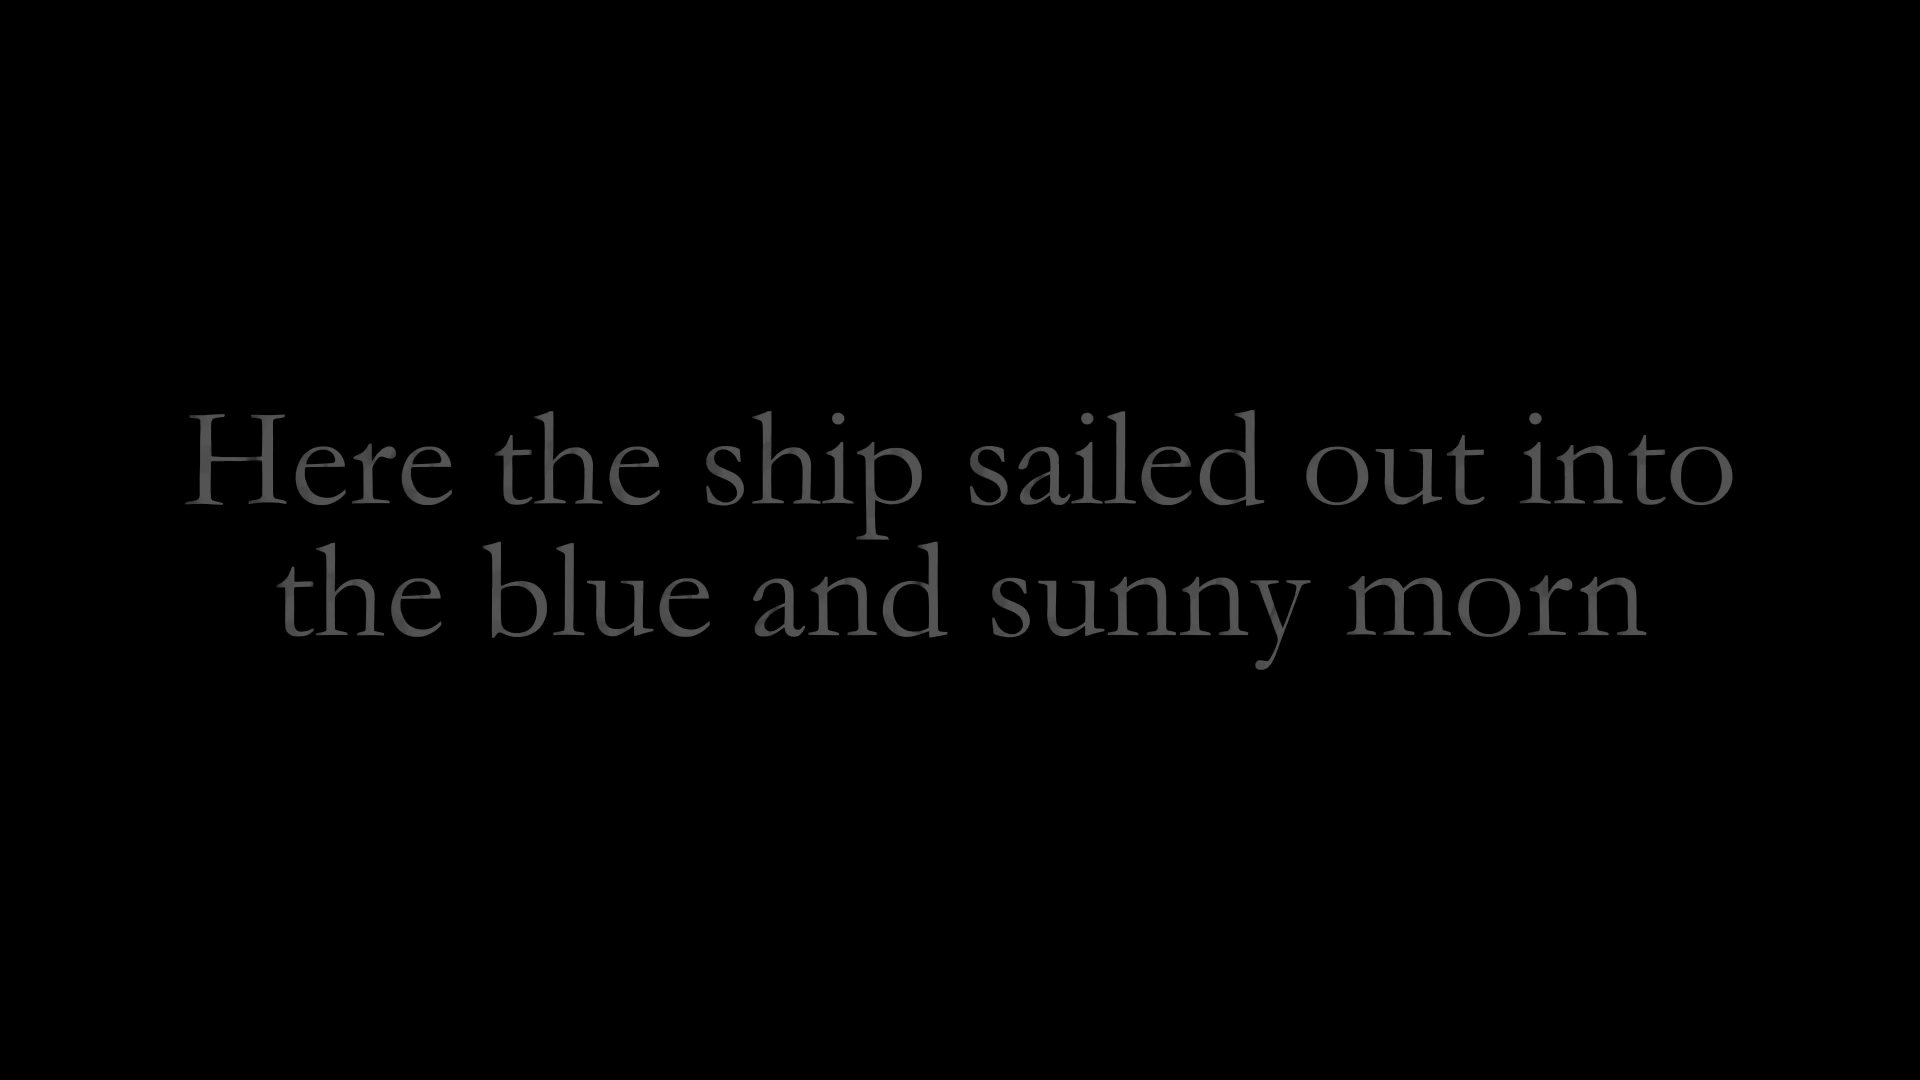 Here the ship sailed out into
the blue and sunny morn